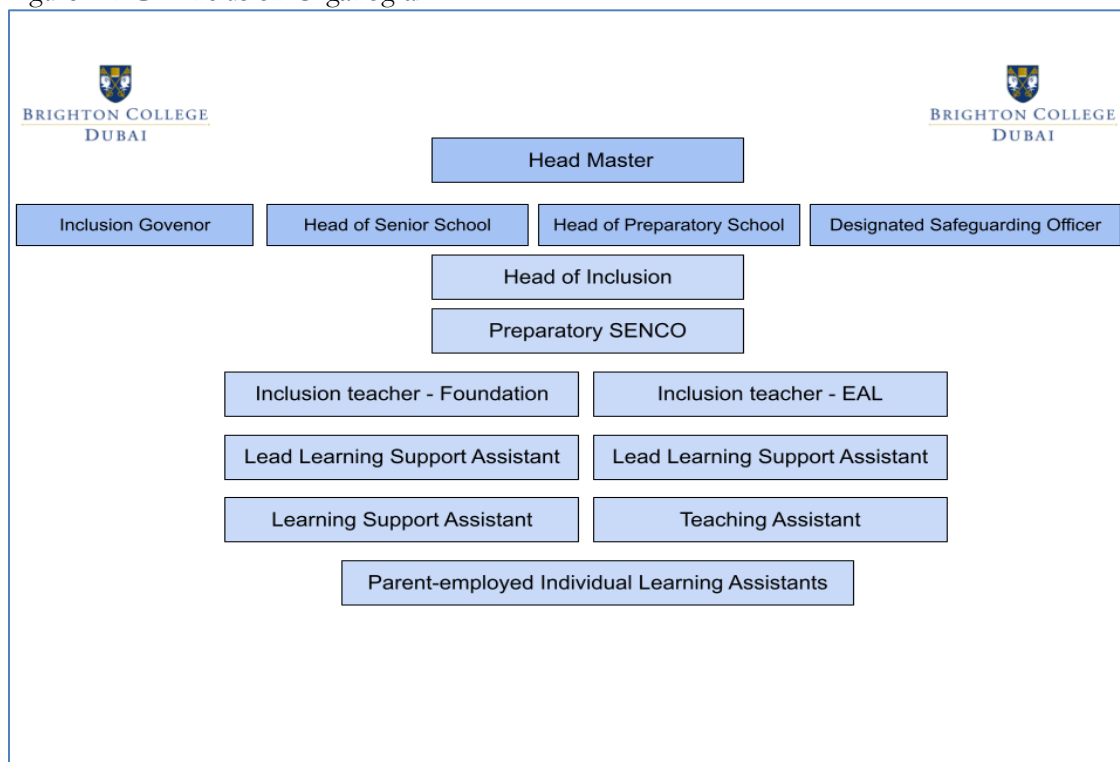 BRIGHTON COLLEGE
DUBAI
BRIGHTON COLLEGE
DUBAI
Head Master
Inclusion Govenor
Head of Senior School
Head of Preparatory School
Designated Safeguarding Officer
Head of Inclusion
Preparatory SENCO
Inclusion teacher - Foundation
Inclusion teacher - EAL
Lead Learning Support Assistant
Lead Learning Support Assistant
Learning Support Assistant
Teaching Assistant
Parent-employed Individual Learning Assistants